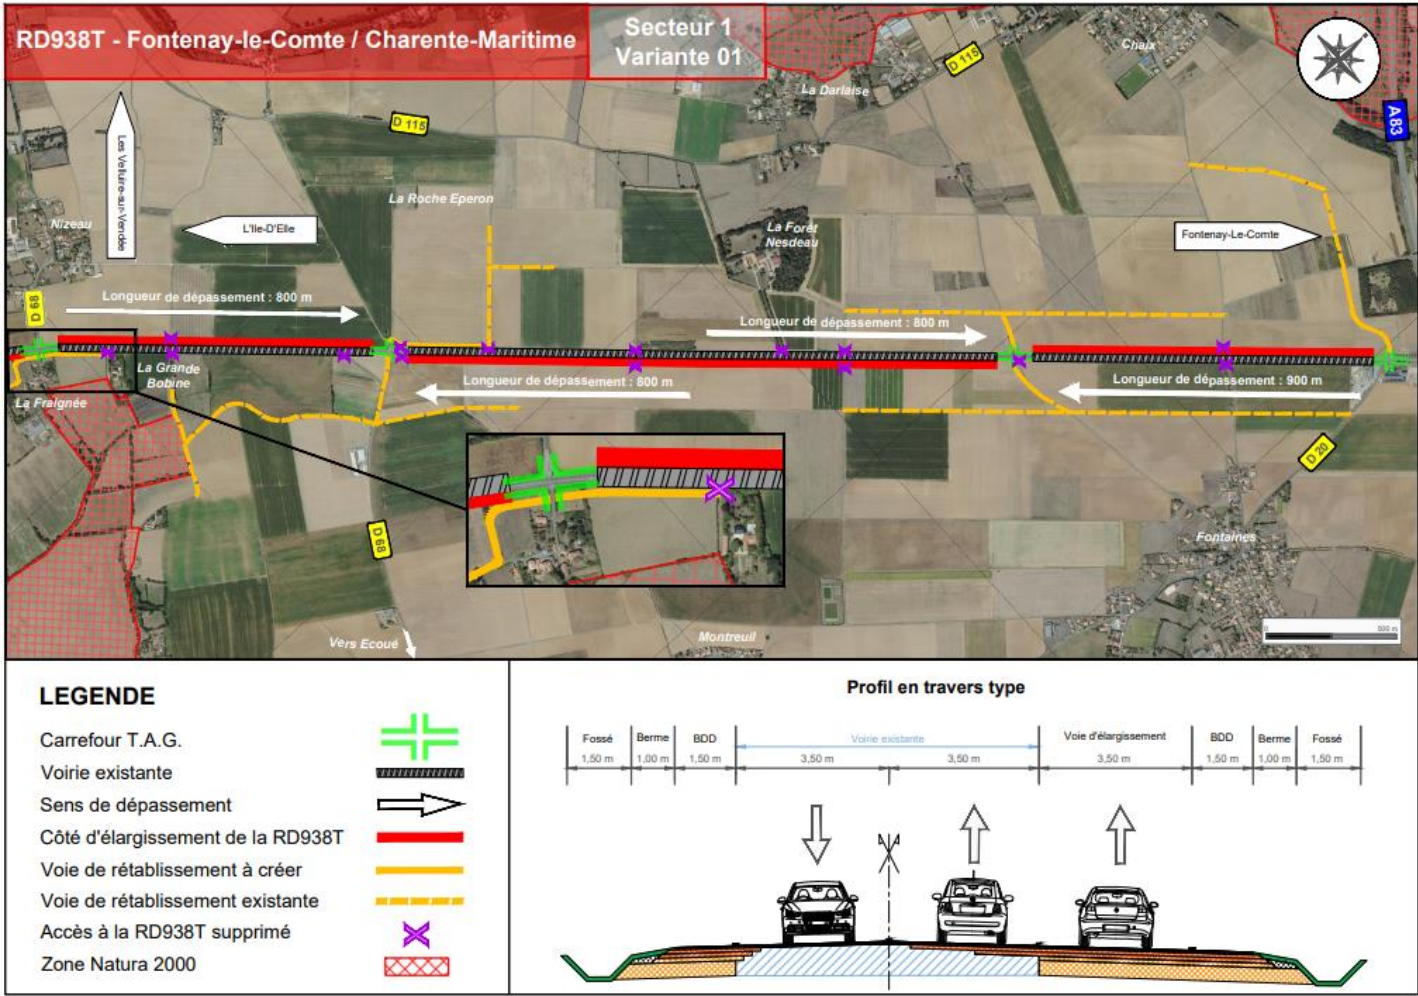 RD938T - Fontenay-le-Comte / Charente-Maritime
Secteur 1
Variante 01
Chaix
D 115
La Darlaise
A83
D 115
Les Velluire-sur-Vendée
Nizeau
L'Ile-D'Elle
La Roche Eperon
La Forêt
Nesdeau
Fontenay-Le-Comte
D 68
Longueur de dépassement : 800 m
Longueur de dépassement : 800 m
La Grande
Bobine
Longueur de dépassement : 800 m
Longueur de dépassement : 900 m
La Fraignée
D 20
D 68
Fontaines
Vers Ecoué
Montreuil
0
500 m
LEGENDE
Carrefour T.A.G.
Voirie existante
Sens de dépassement
Côté d'élargissement de la RD938T
Voie de rétablissement à créer
Voie de rétablissement existante
Accès à la RD938T supprimé
Zone Natura 2000
Profil en travers type
Fossé Berme BDD Voirie existante Voie d'élargissement BDD Berme Fossé
1,50 m 1,00 m 1,50 m 3,50 m 3,50 m 3,50 m 1,50 m 1,00 m 1,50 m